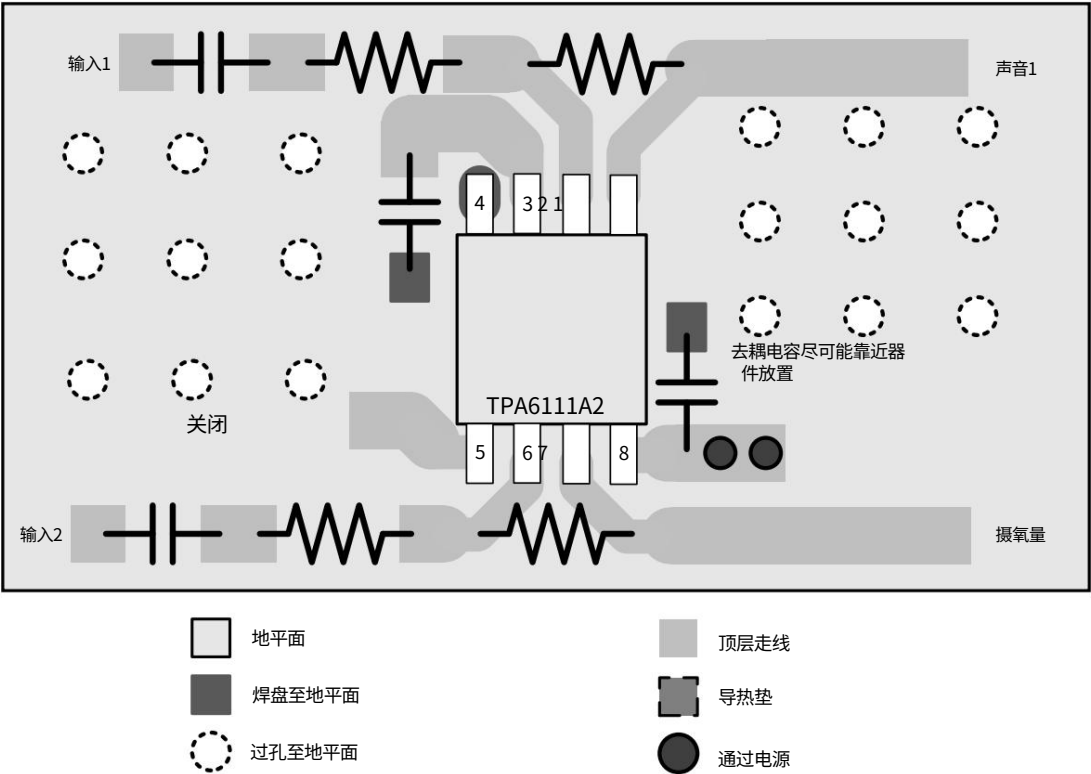 输入1
声音1
4
3 2 1
去耦电容尽可能靠近器
件放置
TPA6111A2
关闭
5
6 7
8
输入2
摄氧量
地平面
顶层走线
焊盘至地平面
导热垫
过孔至地平面
通过电源